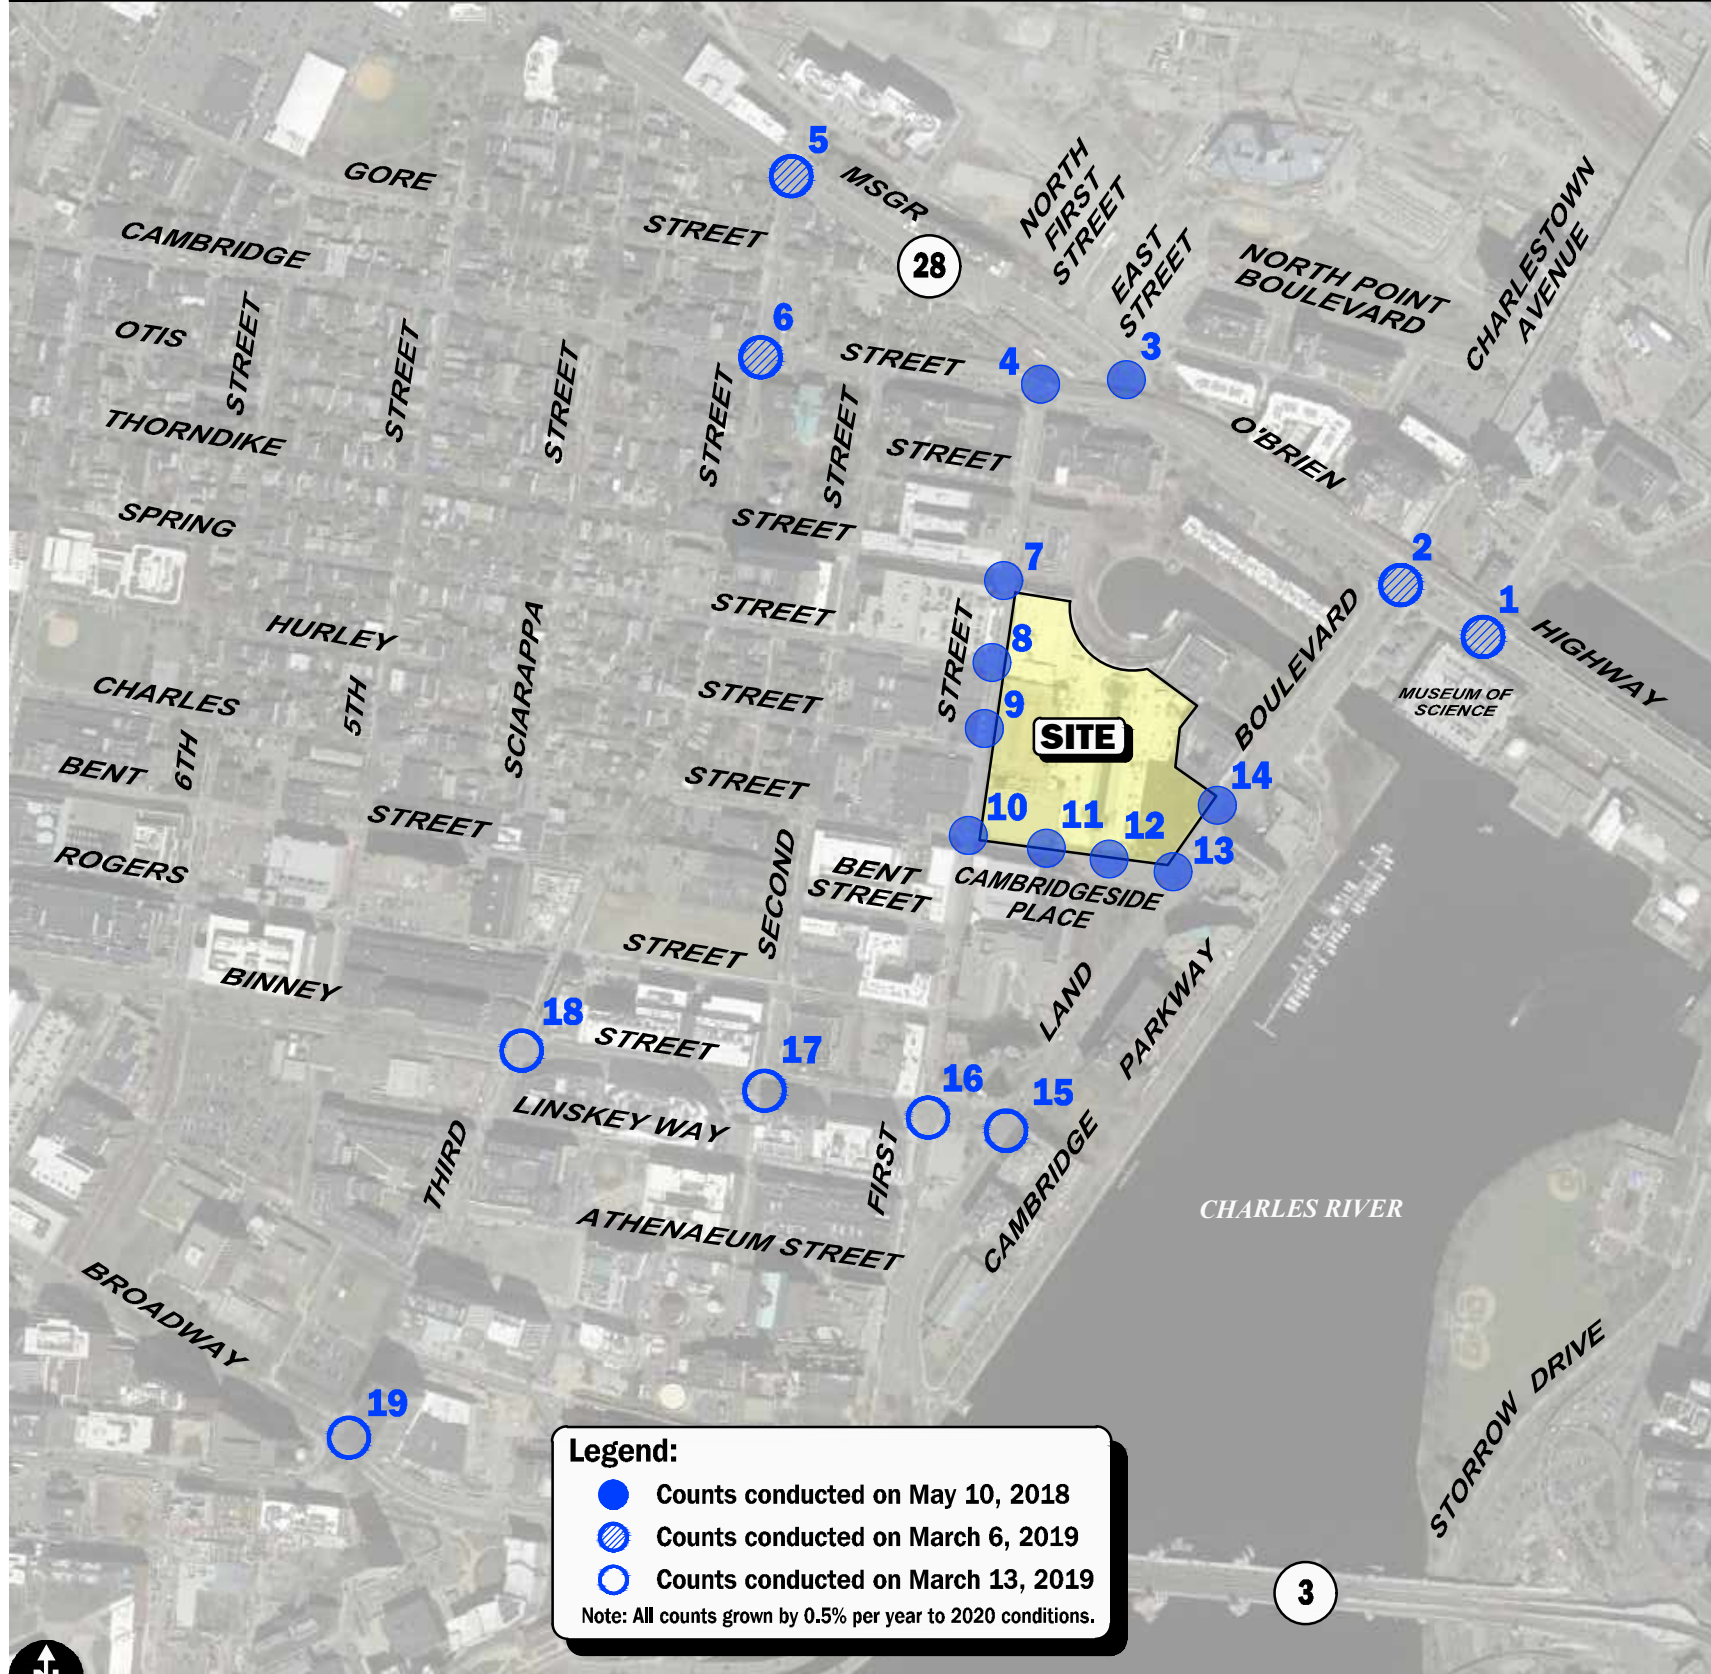 5
GORE
MSGR
NORTH
FIRST
STREET
STREET
CAMBRIDGE
28
EAST
STREET
NORTH POINT
BOULEVARD
CHARLESTOWN
AVENUE
OTIS
STREET
STREET
STREET
6
STREET
STREET
STREET
4
3
THORNDIKE
STREET
O'BRIEN
SPRING
STREET
7
2
1
HURLEY
SCIARAPPA
STREET
STREET
8
BOULEVARD
HIGHWAY
CHARLES
5TH
STREET
9
SITE
MUSEUM OF
SCIENCE
BENT
6TH
STREET
14
STREET
10
11
12
13
ROGERS
SECOND
BENT
STREET
CAMBRIDGESIDE
PLACE
STREET
BINNEY
LAND
PARKWAY
18
STREET
17
16
15
LINSKEY WAY
THIRD
FIRST
CAMBRIDGE
CHARLES RIVER
ATHENAEUM STREET
BROADWAY
STORROW DRIVE
19
Legend:
Counts conducted on May 10, 2018
Counts conducted on March 6, 2019
Counts conducted on March 13, 2019
Note: All counts grown by 0.5% per year to 2020 conditions.
3